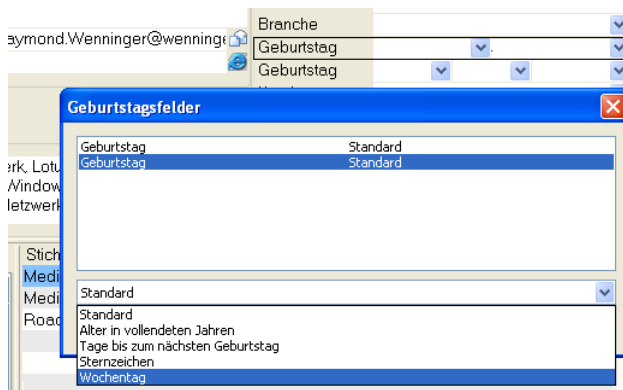 Branche
aymond.Wenninger@wenninge
Geburtstag .
Geburtstag
Geburtstagsfelder
Geburtstag Standard
Geburtstag Standard
erk, Lotu
Window
letzwerk
Stich
Medi
Medi
Road
Standard
Standard
Alter in vollendeten Jahren
Tage bis zum nächsten Geburtstag
Sternzeichen
Wochentag